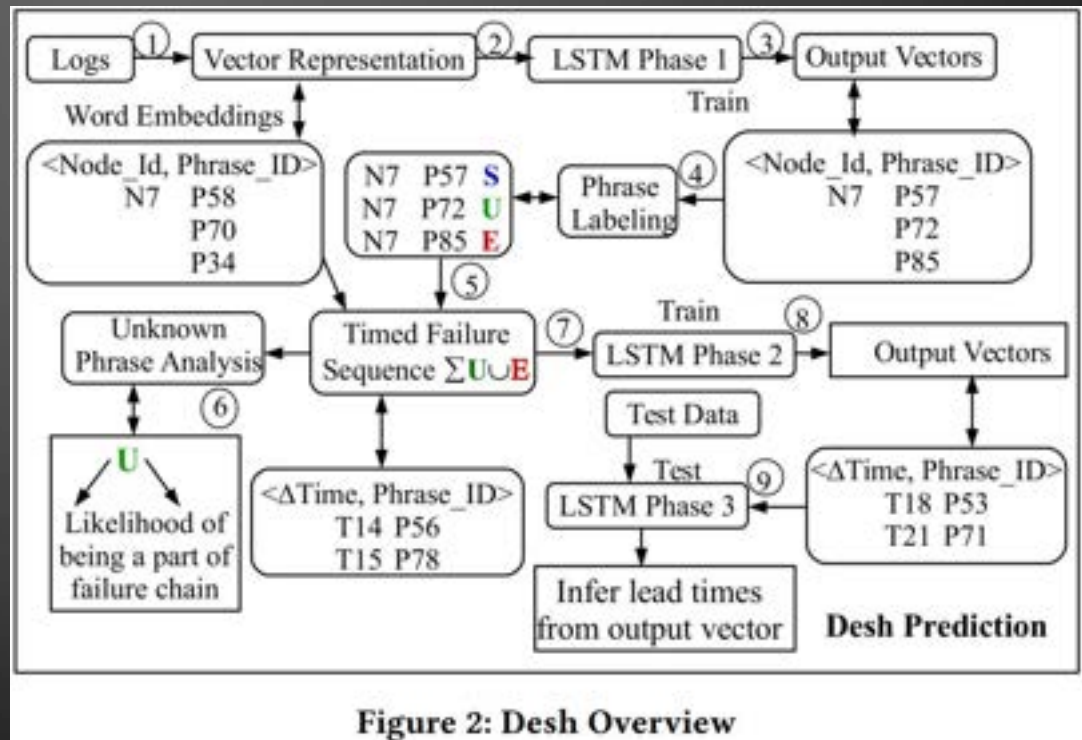 Logs
1
Vector Representation
2
LSTM Phase 1
3
Output Vectors
Word Embeddings
Train
<Node_Id, Phrase_ID>
N7 P58
P70
P34
N7 P57 S
N7 P72 U
N7 P85 E
Phrase
Labeling
4
<Node_Id, Phrase_ID>
N7 P57
P72
P85
5
Unknown
Phrase Analysis
Timed Failure
Sequence ∑U∪E
7
Train
LSTM Phase 2
8
Output Vectors
6
U
Likelihood of
being a part of
failure chain
<ΔTime, Phrase_ID>
T14 P56
T15 P78
Test Data
Test
LSTM Phase 3
9
<ΔTime, Phrase_ID>
T18 P53
T21 P71
Infer lead times
from output vector
Desh Prediction
Figure 2: Desh Overview